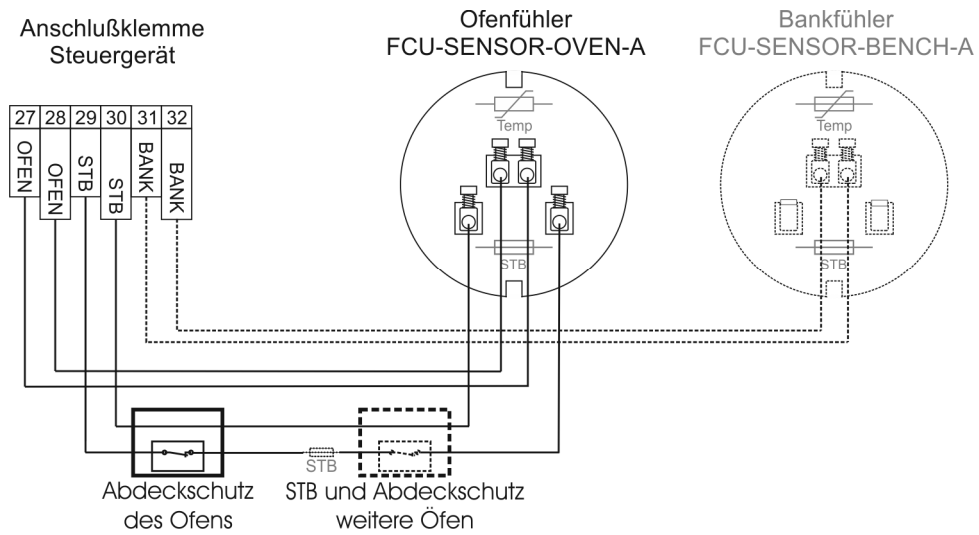 Anschlußklemme
Steuergerät
Ofenfühler
FCU-SENSOR-OVEN-A
Bankfühler
FCU-SENSOR-BENCH-A
27 28 29 30 31 32
OFEN OFEN STB STB BANK BANK
Temp
STB
Temp
STB
STB
Abdeckschutz
des Ofens
STB und Abdeckschutz
weitere Öfen